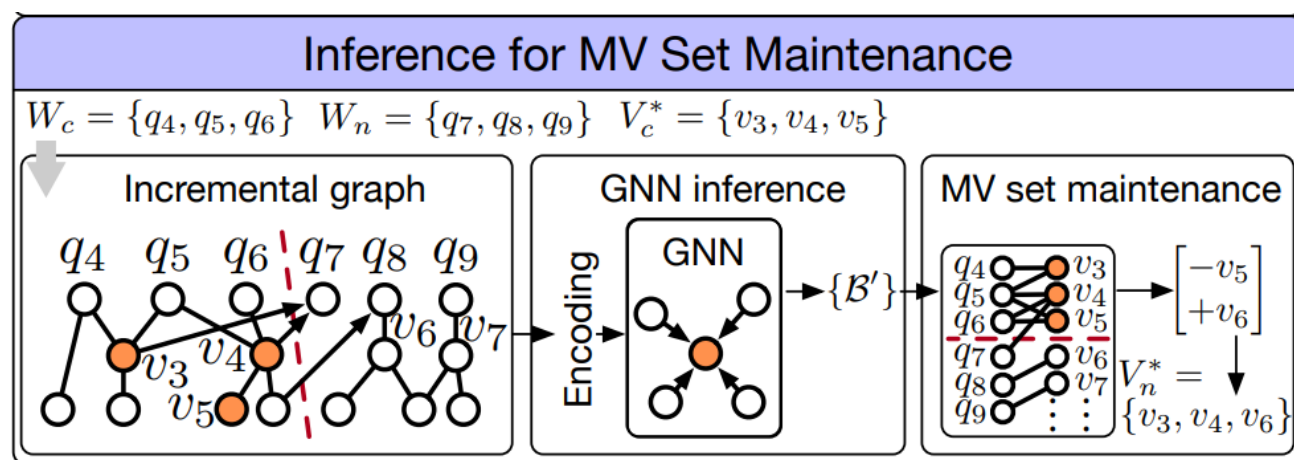 Inference for MV Set Maintenance
W_c = {q_4, q_5, q_6} W_n = {q_7, q_8, q_9} V_c^* = {v_3, v_4, v_5}
Incremental graph
q_4 q_5 q_6 q_7 q_8 q_9
v_3 v_4 v_6 v_7
v_5
GNN inference
Encoding
GNN
{B'}
MV set maintenance
q_4 v_3
q_5 v_4
q_6 v_5
q_7 v_6
q_8 v_7
q_9 ⋮ ⋮
[−v_5
+v_6]
V_n^* =
{v_3, v_4, v_6}